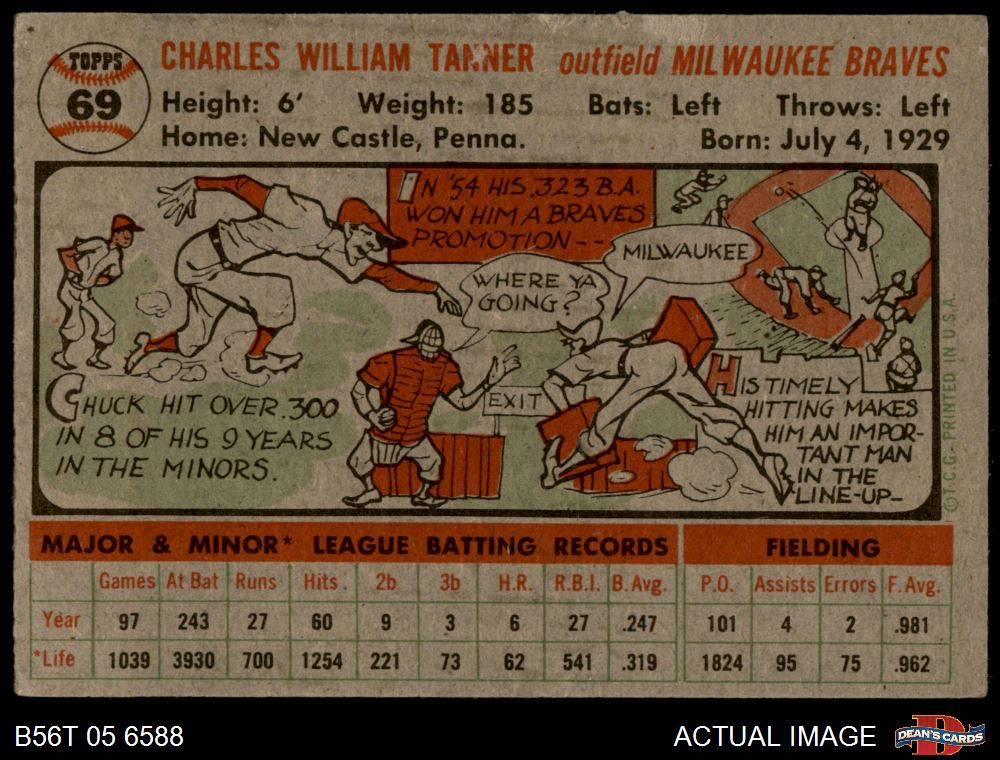 TOPPS
69
CHARLES WILLIAM TANNER outfield MILWAUKEE BRAVES
Height: 6' Weight: 185 Bats: Left Throws: Left
Home: New Castle, Penna. Born: July 4, 1929
IN '54 HIS .323 B.A.
WON HIM A BRAVES
PROMOTION--
WHERE YA
GOING?
MILWAUKEE
EXIT
CHUCK HIT OVER .300
IN 8 OF HIS 9 YEARS
IN THE MINORS.
HIS TIMELY
HITTING MAKES
HIM AN IMPOR-
TANT MAN
IN THE
LINE-UP-
©T.C.G.-PRINTED IN U.S.A.
MAJOR & MINOR* LEAGUE BATTING RECORDS FIELDING
Games At Bat Runs Hits. 2b 3b H.R. R.B.I. B. Avg. P.O. Assists Errors F. Avg.
Year 97 243 27 60 9 3 6 27 .247 101 4 2 .981
*Life 1039 3930 700 1254 221 73 62 541 .319 1824 95 75 .962
B56T 05 6588 ACTUAL IMAGE
DEAN'S CARDS